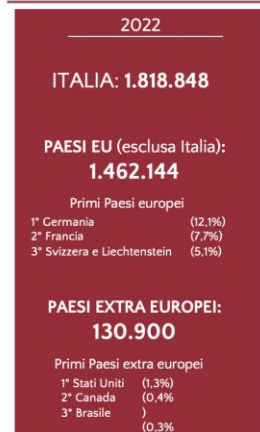 2022
ITALIA: 1.818.848
PAESI EU (esclusa Italia):
1.462.144
Primi Paesi europei
1° Germania (12,1%)
2° Francia (7,7%)
3° Svizzera e Liechtenstein (5,1%)
PAESI EXTRA EUROPEI:
130.900
Primi Paesi extra europei
1° Stati Uniti (1,3%)
2° Canada (0,4%
3° Brasile )
(0,3%